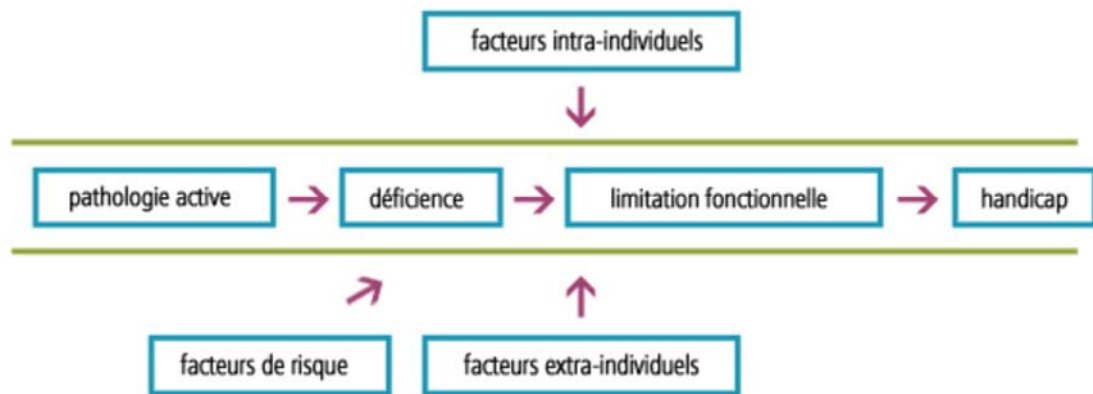 facteurs intra-individuels
pathologie active
déficience
limitation fonctionnelle
handicap
facteurs de risque
facteurs extra-individuels